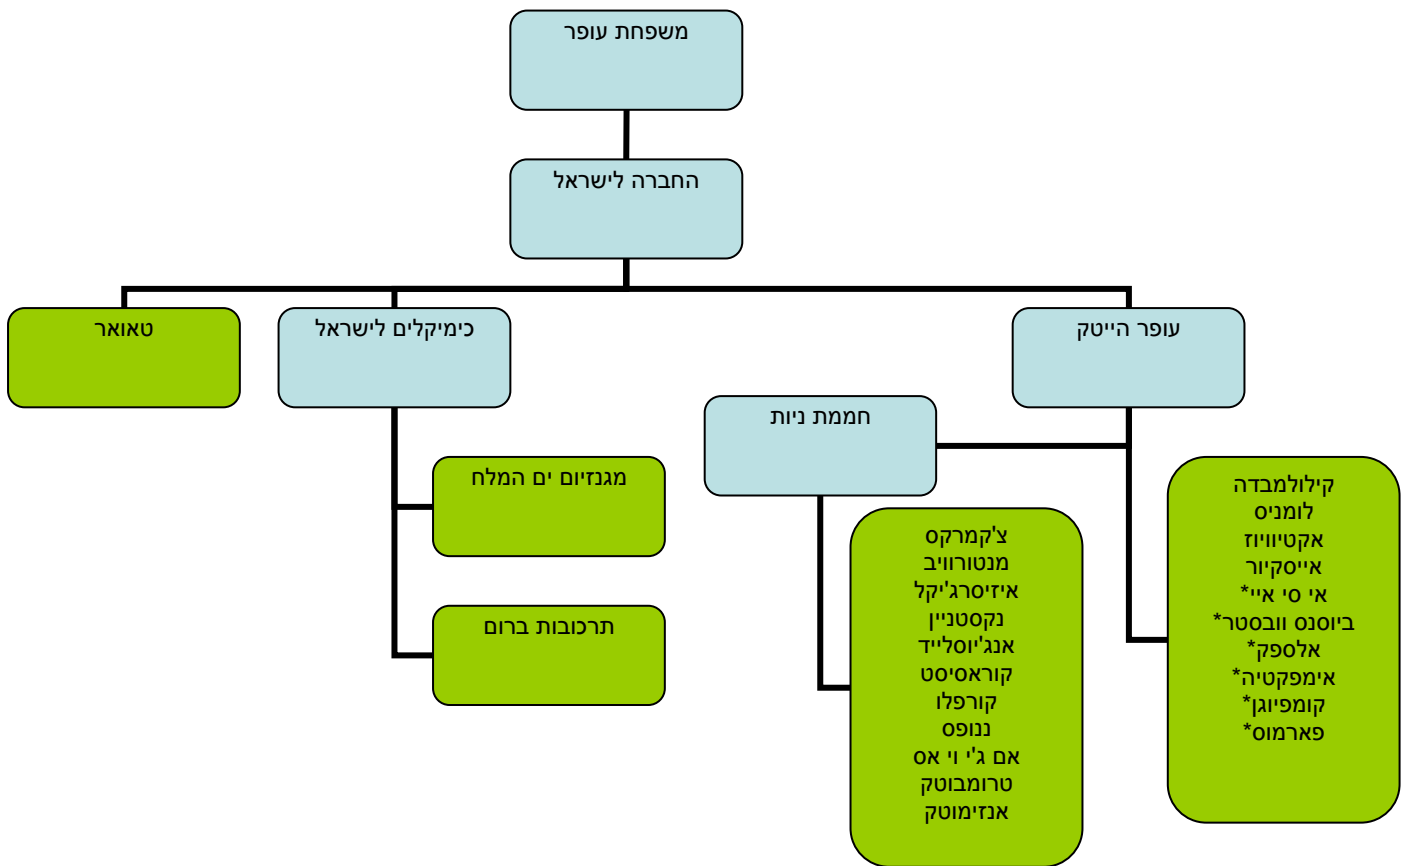 משפחת עופר
החברה לישראל
עופר הייטק
כימיקלים לישראל
טאואר
חממת ניות
מגנזיום ים המלח
תרכובות ברום
קילולמבדה
לומניס
אקטיוויוז
אייסקיור
אי סי איי*
ביוסנס וובסטר*
אלספק*
אימפקטיה*
קומפיוגן*
פארמוס*
צ'קמרקס
מנטורוויב
איזיסרג'יקל
נקסטניין
אנג'יוסלייד
קוראסיסט
קורפלו
ננופס
אם ג'י וי אס
טרומבוטק
אנזימוטק